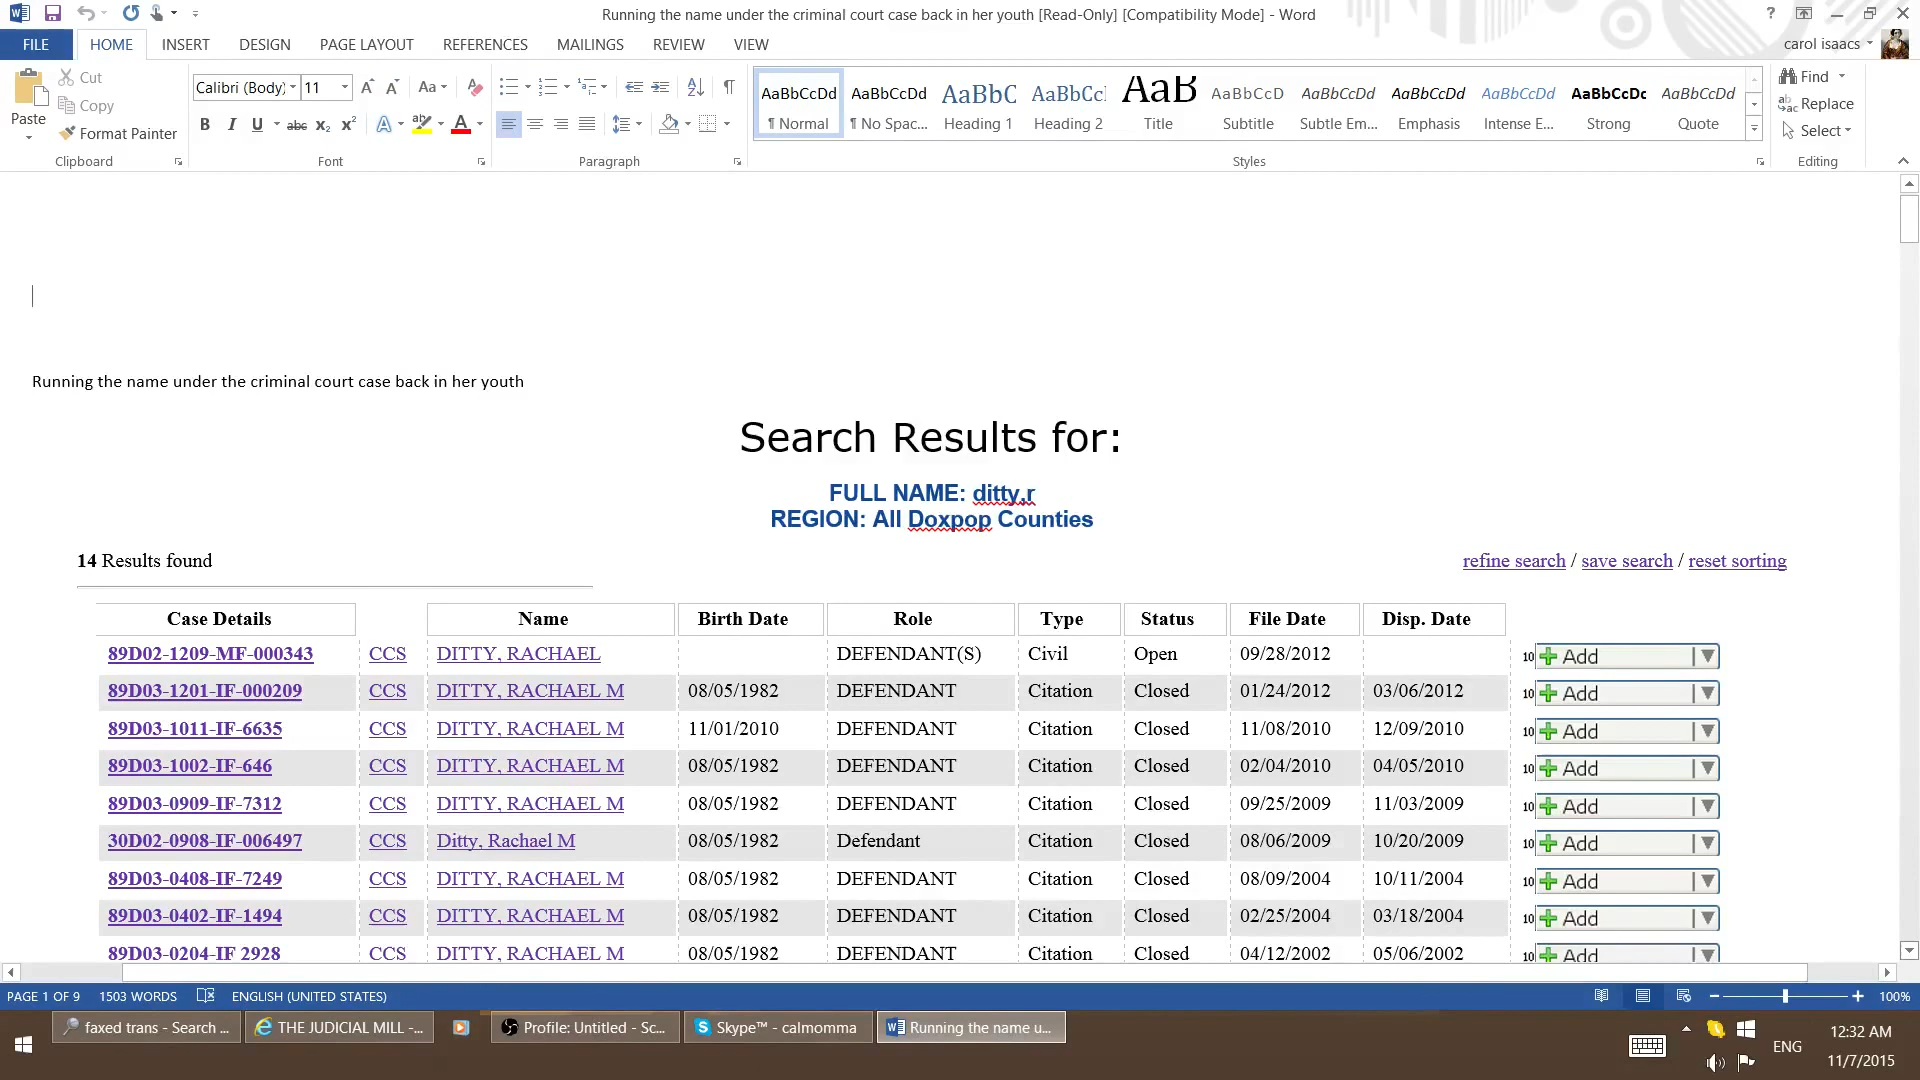 Running the name under the criminal court case back in her youth [Read-Only] [Compatibility Mode] - Word
FILE HOME INSERT DESIGN PAGE LAYOUT REFERENCES MAILINGS REVIEW VIEW carol isaacs
Paste Cut Copy Format Painter
Calibri (Body) 11
AaBbCcDd AaBbCcDd AaBbC AaBbCc AaB AaBbCcD AaBbCcDd AaBbCcDd AaBbCcDd AaBbCcDc AaBbCcDd
¶ Normal ¶ No Spac... Heading 1 Heading 2 Title Subtitle Subtle Em... Emphasis Intense E... Strong Quote
Find Replace Select
Clipboard Font Paragraph Styles Editing
Running the name under the criminal court case back in her youth
Search Results for:
FULL NAME: ditty,r
REGION: All Doxpop Counties
14 Results found refine search / save search / reset sorting
Case Details Name Birth Date Role Type Status File Date Disp. Date
89D02-1209-MF-000343 CCS DITTY, RACHAEL DEFENDANT(S) Civil Open 09/28/2012 10 Add
89D03-1201-IF-000209 CCS DITTY, RACHAEL M 08/05/1982 DEFENDANT Citation Closed 01/24/2012 03/06/2012 10 Add
89D03-1011-IF-6635 CCS DITTY, RACHAEL M 11/01/2010 DEFENDANT Citation Closed 11/08/2010 12/09/2010 10 Add
89D03-1002-IF-646 CCS DITTY, RACHAEL M 08/05/1982 DEFENDANT Citation Closed 02/04/2010 04/05/2010 10 Add
89D03-0909-IF-7312 CCS DITTY, RACHAEL M 08/05/1982 DEFENDANT Citation Closed 09/25/2009 11/03/2009 10 Add
30D02-0908-IF-006497 CCS Ditty, Rachael M 08/05/1982 Defendant Citation Closed 08/06/2009 10/20/2009 10 Add
89D03-0408-IF-7249 CCS DITTY, RACHAEL M 08/05/1982 DEFENDANT Citation Closed 08/09/2004 10/11/2004 10 Add
89D03-0402-IF-1494 CCS DITTY, RACHAEL M 08/05/1982 DEFENDANT Citation Closed 02/25/2004 03/18/2004 10 Add
89D03-0204-IF 2928 CCS DITTY, RACHAEL M 08/05/1982 DEFENDANT Citation Closed 04/12/2002 05/06/2002 10 Add
PAGE 1 OF 9 1503 WORDS ENGLISH (UNITED STATES) 100%
faxed trans - Search ... THE JUDICIAL MILL -... Profile: Untitled - Sc... Skype™ - calmomma Running the name u... ENG 12:32 AM
11/7/2015